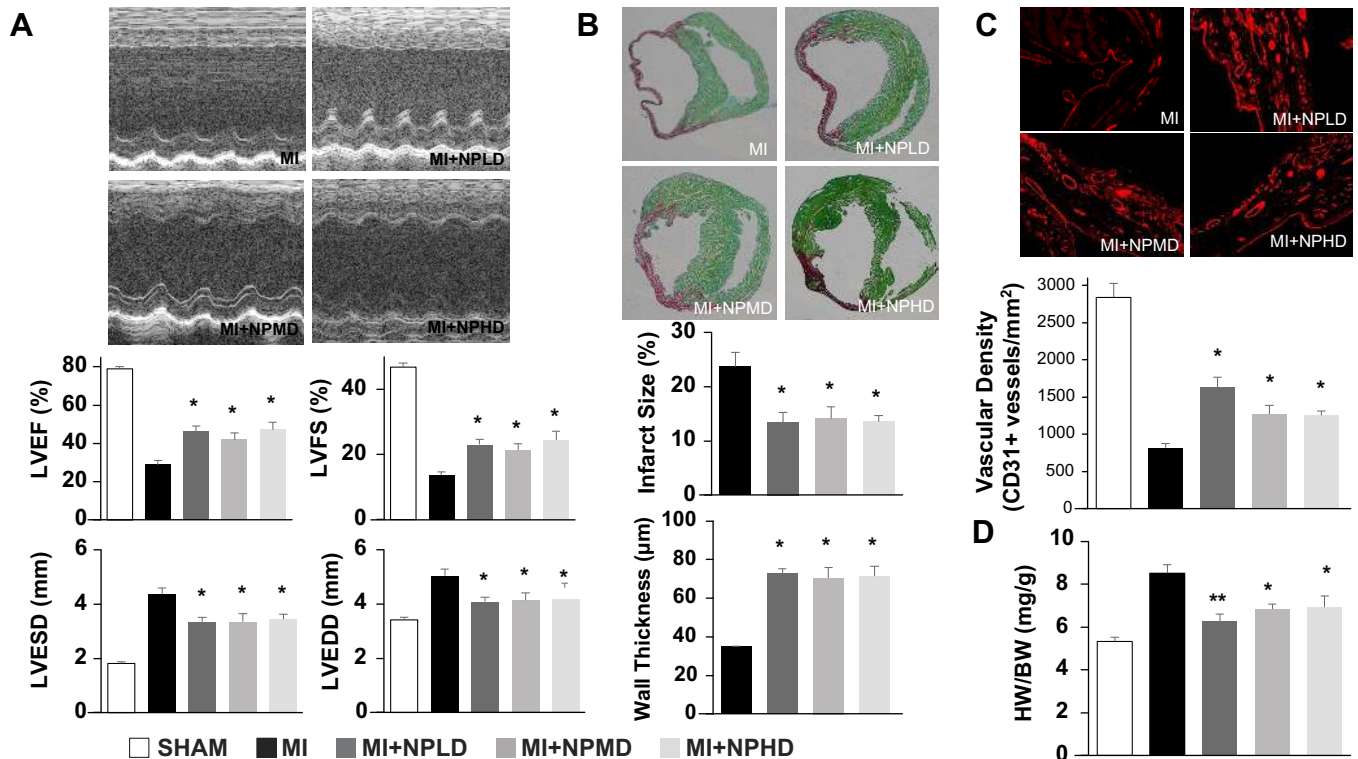 A
MI
MI+NPLD
MI+NPMD
MI+NPHD
LVEF (%)
80
60
40
20
0
LVFS (%)
40
20
0
LVESD (mm)
6
4
2
0
LVEDD (mm)
6
4
2
0
* * *
* * *
* * *
* * *
B
MI
MI+NPLD
MI+NPMD
MI+NPHD
Infarct Size (%)
30
20
10
0
* * *
Wall Thickness (µm)
100
80
60
40
20
0
* * *
C
MI
MI+NPLD
MI+NPMD
MI+NPHD
Vascular Density
(CD31+ vessels/mm²)
3000
2500
2000
1500
1000
500
0
* * *
D
HW/BW (mg/g)
10
8
6
4
2
0
** * *
SHAM MI MI+NPLD MI+NPMD MI+NPHD